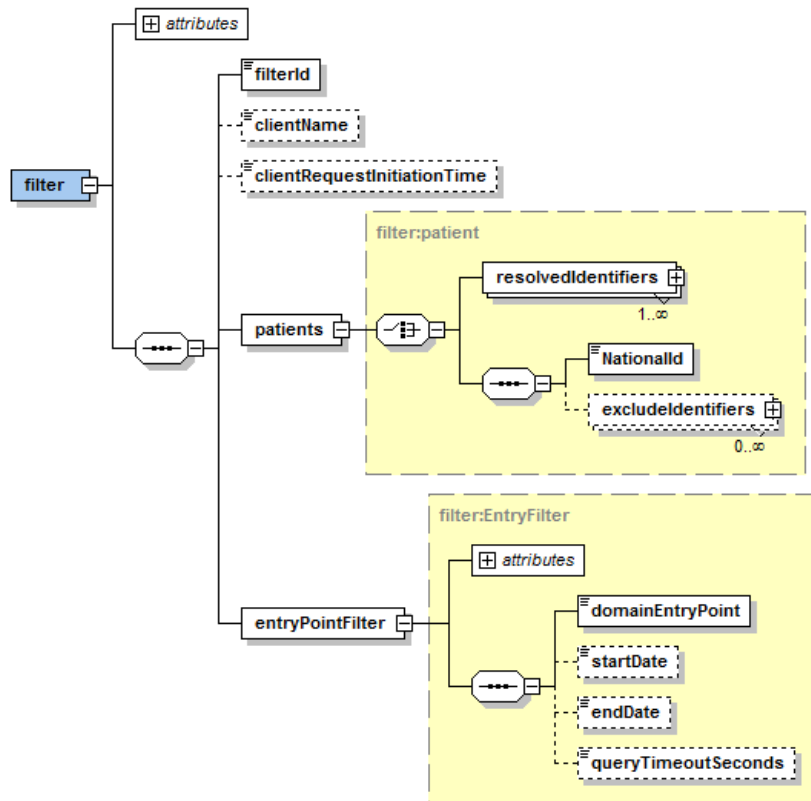 attributes
filterId
clientName
clientRequestInitiationTime
filter
filter:patient
resolvedIdentifiers
1..∞
patients
NationalId
excludeIdentifiers
0..∞
filter:EntryFilter
attributes
domainEntryPoint
entryPointFilter
startDate
endDate
queryTimeoutSeconds